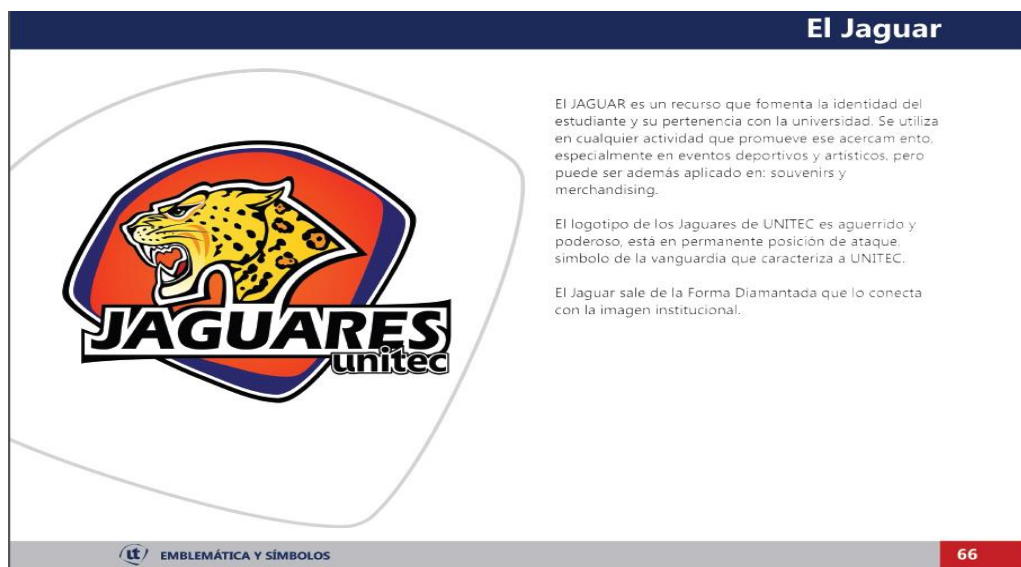 El Jaguar
El JAGUAR es un recurso que fomenta la identidad del
estudiante y su pertenencia con la universidad. Se utiliza
en cualquier actividad que promueve ese acercam ento,
especialmente en eventos deportivos y artísticos, pero
puede ser además aplicado en: souvenirs y
merchandising.
El logotipo de los Jaguares de UNITEC es aguerrido y
poderoso, está en permanente posición de ataque,
simbolo de la vanguardia que caracteriza a UNITEC.
El Jaguar sale de la Forma Diamantada que lo conecta
con la imagen institucional.
JAGUARES
unitec
ut EMBLEMÁTICA Y SÍMBOLOS
66